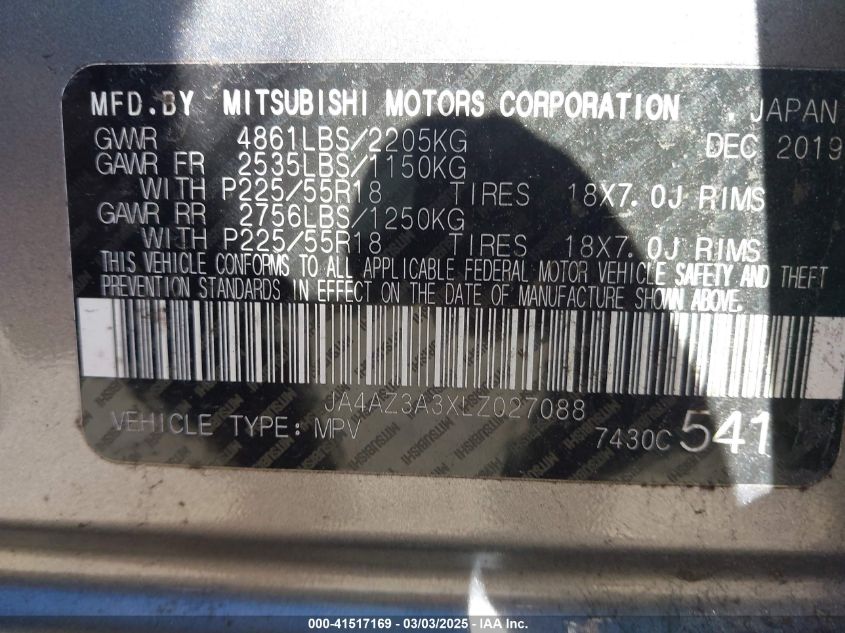 MFD.BY MITSUBISHI MOTORS CORPORATION . JAPAN
GVWR 4861LBS/2205KG DEC 2019
GAWR FR 2535LBS/1150KG
WITH P225/55R18 TIRES 18X7.0J RIMS
GAWR RR 2756LBS/1250KG
WITH P225/55R18 TIRES 18X7.0J RIMS
THIS VEHICLE CONFORMS TO ALL APPLICABLE FEDERAL MOTOR VEHICLE SAFETY AND THEFT
PREVENTION STANDARDS IN EFFECT ON THE DATE OF MANUFACTURE SHOWN ABOVE.
JA4AZ3A3XLZ027088
VEHICLE TYPE: MPV 7430C 541
000-41517169 - 03/03/2025 - IAA Inc.